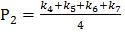 P₂ = (k₄+k₅+k₆+k₇)/4